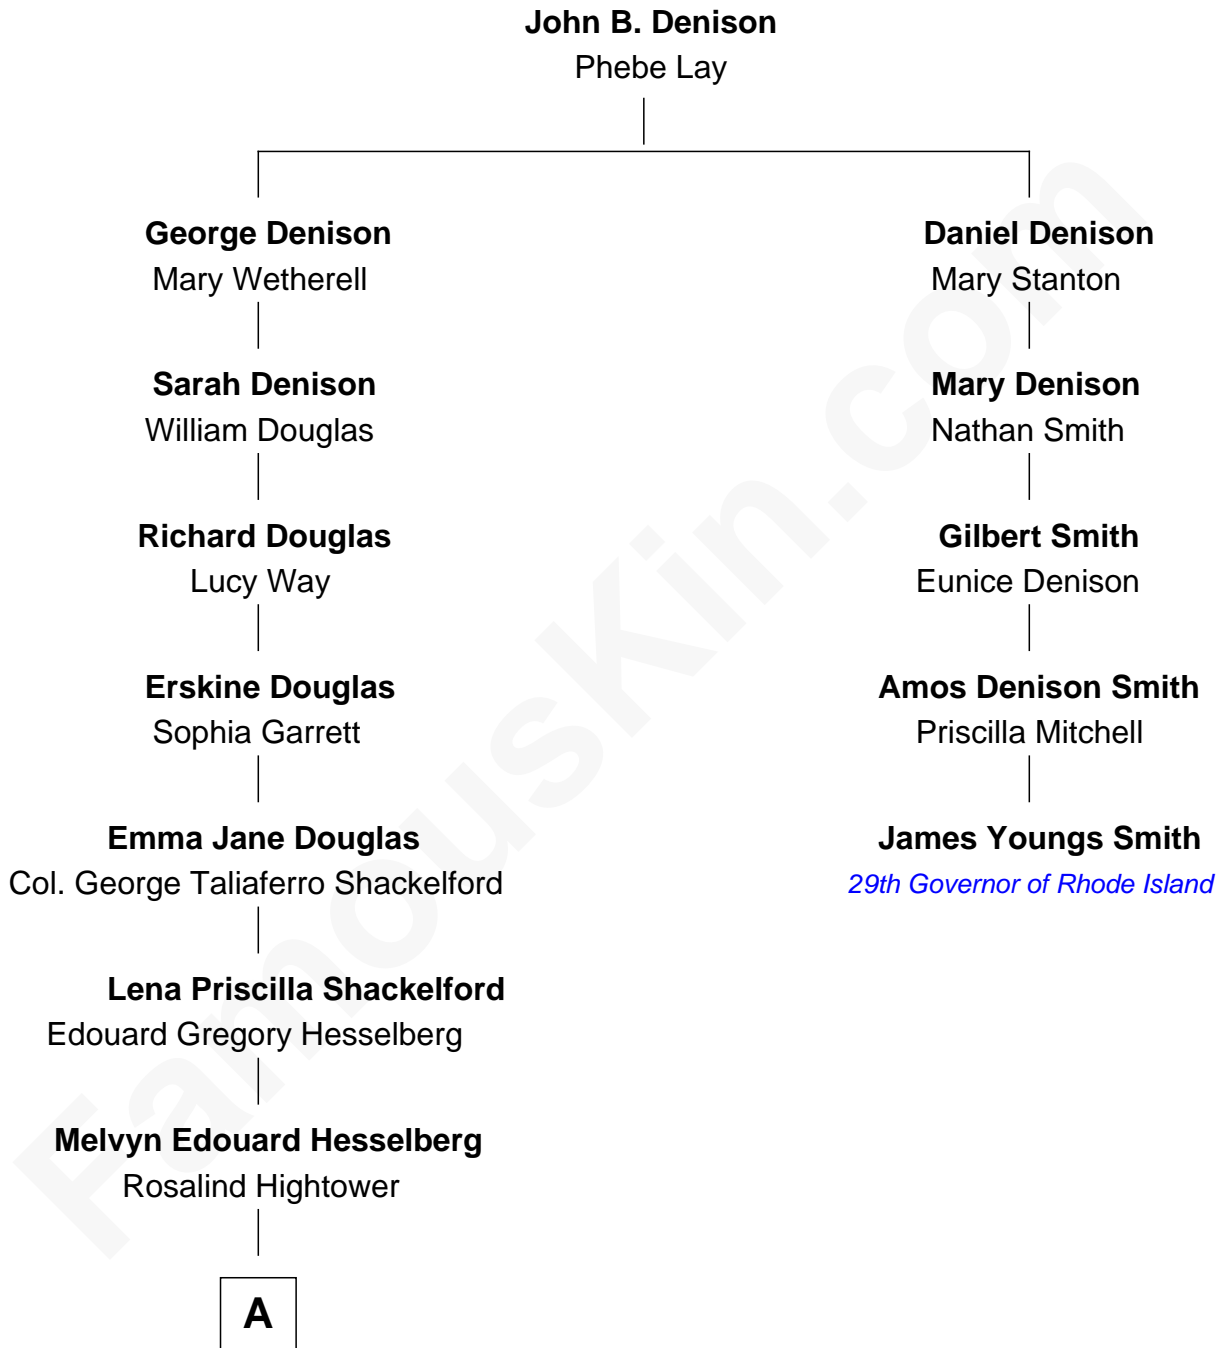 John B. Denison
Phebe Lay
George Denison
Mary Wetherell
Sarah Denison
William Douglas
Richard Douglas
Lucy Way
Erskine Douglas
Sophia Garrett
Emma Jane Douglas
Col. George Taliaferro Shackelford
Lena Priscilla Shackelford
Edouard Gregory Hesselberg
Melvyn Edouard Hesselberg
Rosalind Hightower
A
Daniel Denison
Mary Stanton
Mary Denison
Nathan Smith
Gilbert Smith
Eunice Denison
Amos Denison Smith
Priscilla Mitchell
James Youngs Smith
29th Governor of Rhode Island
FamousKin.com